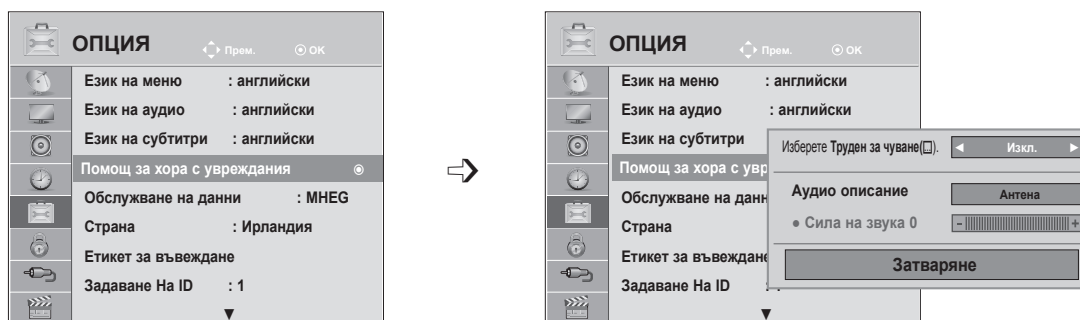 ОПЦИЯ
Прем. OK
Език на меню : английски
Език на аудио : английски
Език на субтитри : английски
Помощ за хора с увреждания
Обслужване на данни : MHEG
Страна : Ирландия
Етикет за въвеждане
Задаване На ID : 1
ОПЦИЯ
Прем. OK
Език на меню : английски
Език на аудио : английски
Език на субтитри
Помощ за хора с увр
Обслужване на данн
Страна
Етикет за въвеждане
Задаване На ID
Изберете Труден за чуване().
◄ Изкл. ►
Аудио описание Антена
● Сила на звука 0 - +
Затваряне